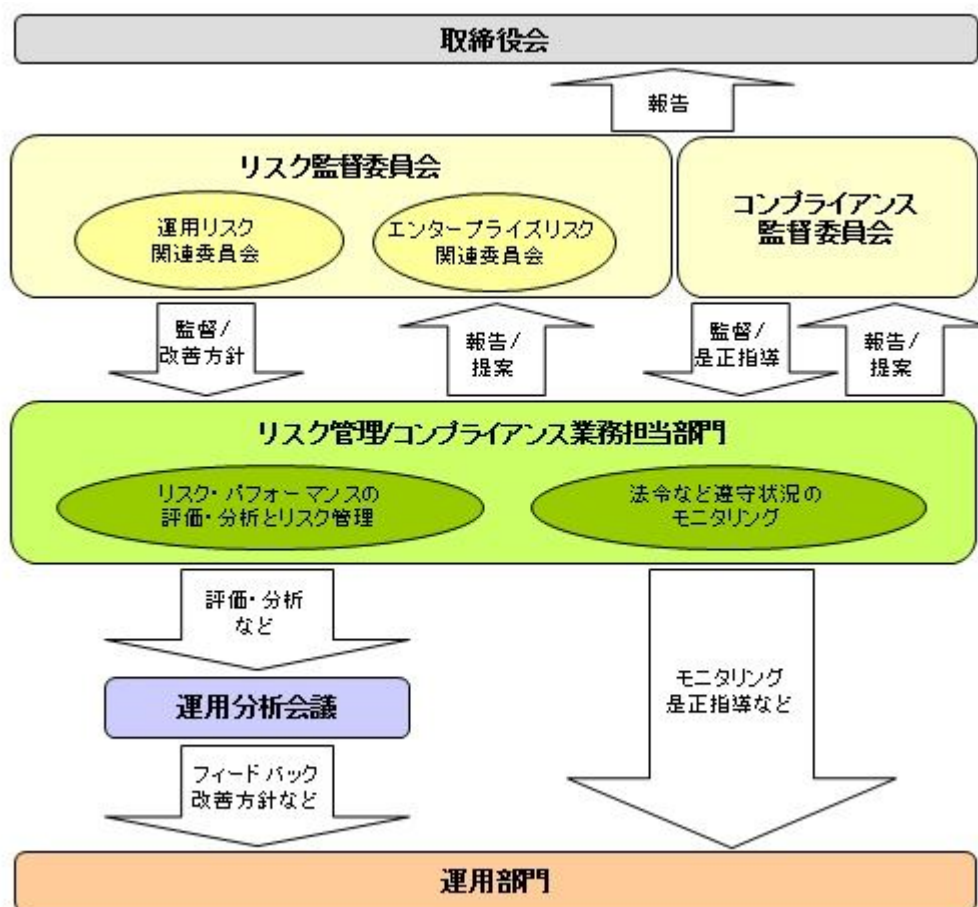 取締役会
報告
リスク監督委員会
運用リスク
関連委員会
エンタープライズリスク
関連委員会
コンプライアンス
監督委員会
監督/
改善方針
報告/
提案
監督/
是正指導
報告/
提案
リスク管理/コンプライアンス業務担当部門
リスク・パフォーマンスの
評価・分析とリスク管理
法令など遵守状況の
モニタリング
評価・分析
など
運用分析会議
モニタリング
是正指導など
フィードバック
改善方針など
運用部門